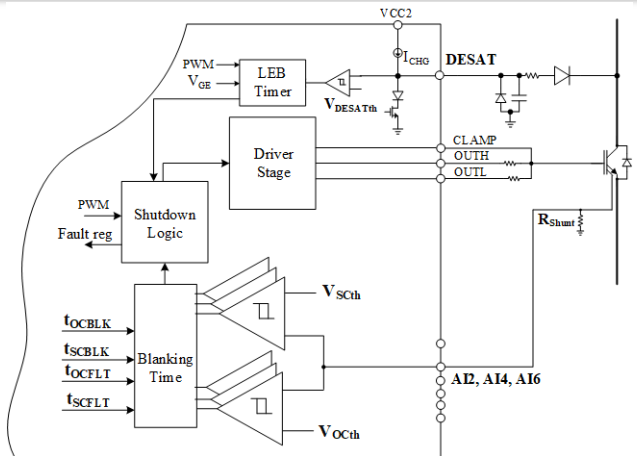 VCC2
ICHG
DESAT
PWM
VGE
LEB
Timer
VDESATth
CLAMP
OUTH
OUTL
Driver
Stage
PWM
Fault reg
Shutdown
Logic
RShunt
VSCth
tOCBLK
tSCBLK
tOCFLT
tSCFLT
Blanking
Time
AI2, AI4, AI6
VOCth